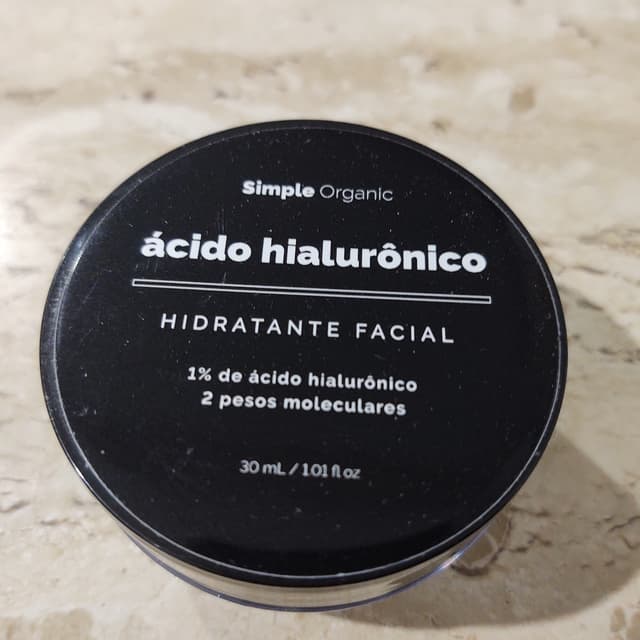 Simple Organic
ácido hialurônico
HIDRATANTE FACIAL
1% de ácido hialurônico
2 pesos moleculares
30 mL / 1.01 fl oz